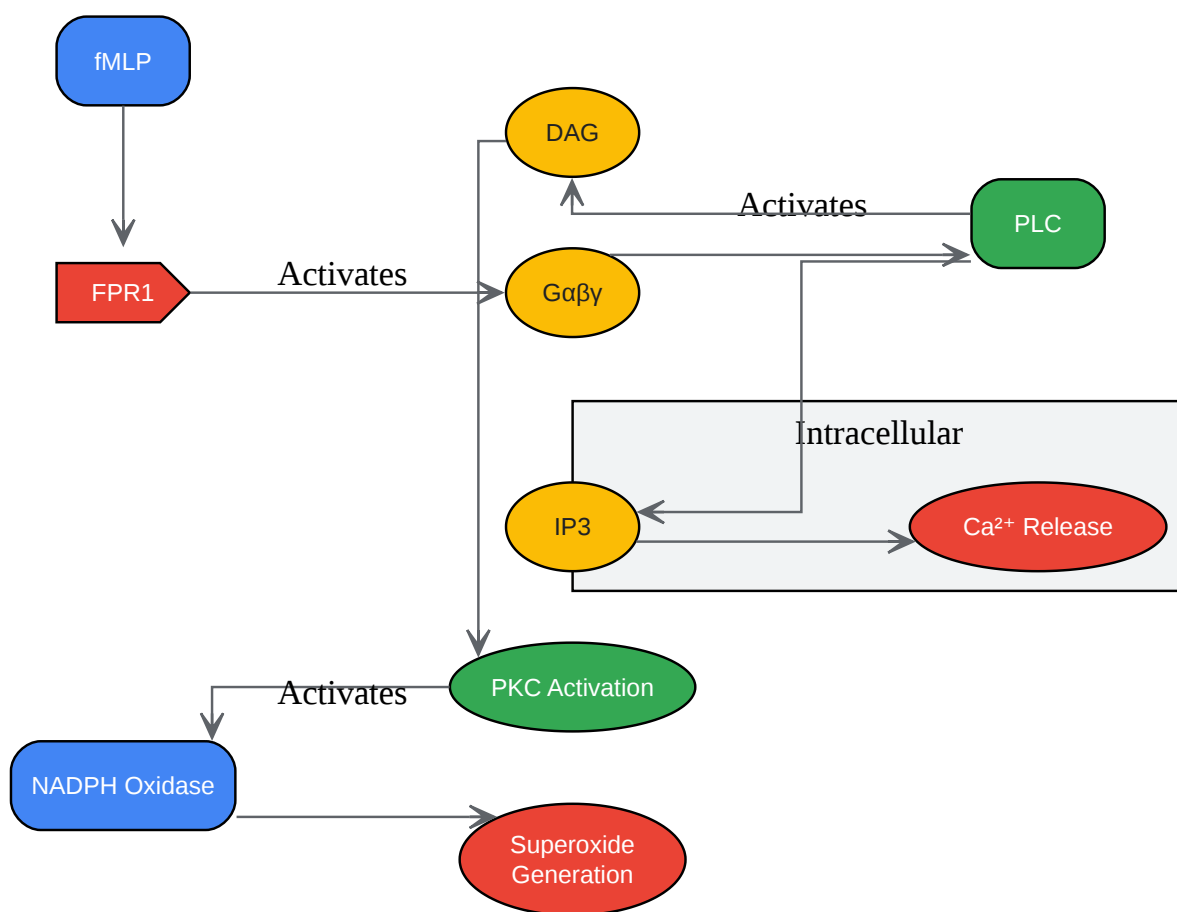 fMLP
DAG
Activates
PLC
FPR1
Activates
Gαβγ
Intracellular
IP3
Ca²⁺ Release
PKC Activation
Activates
NADPH Oxidase
Superoxide
Generation